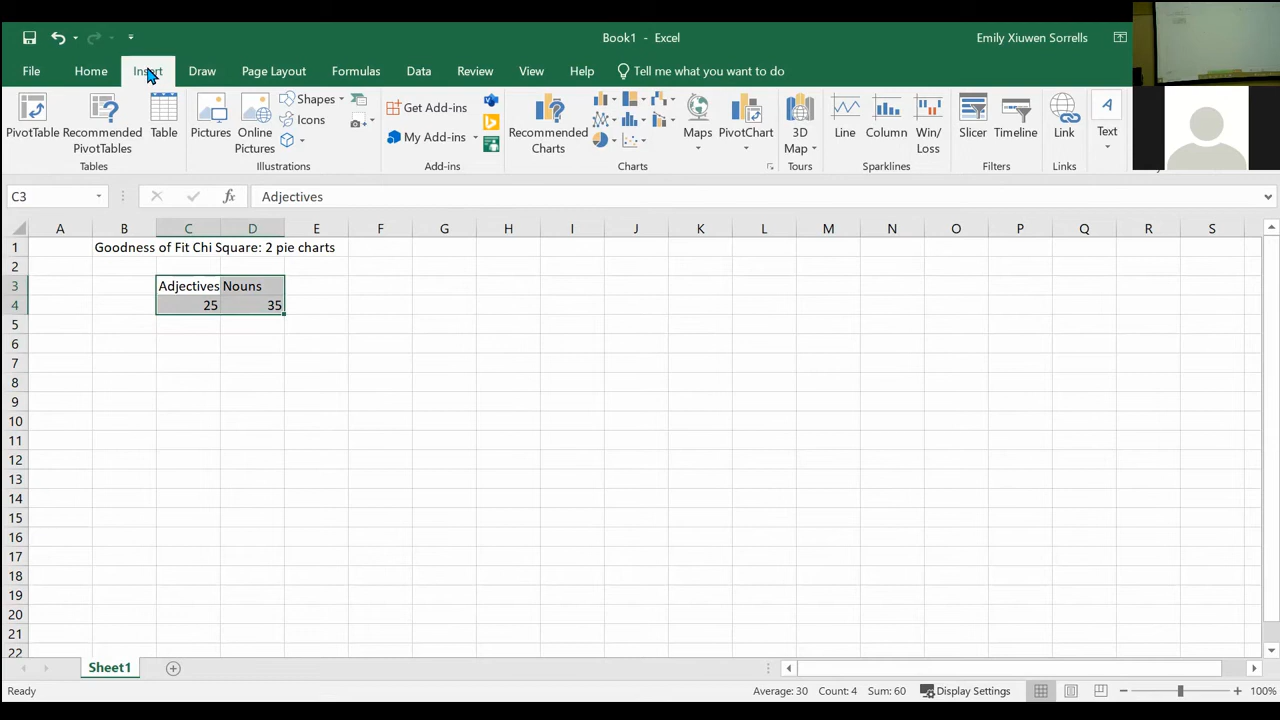 Book1 - Excel
Emily Xiuwen Sorrells
File Home Insert Draw Page Layout Formulas Data Review View Help Tell me what you want to do
PivotTable
Recommended PivotTables
Table
Tables
Pictures
Online Pictures
Shapes
Icons
Illustrations
Get Add-ins
My Add-ins
Add-ins
Recommended Charts
Maps
PivotChart
Charts
3D Map
Tours
Line
Column
Win/Loss
Sparklines
Slicer
Timeline
Filters
Link
Links
Text
C3 fx Adjectives
A B C D E F G H I J K L M N O P Q R S
1 Goodness of Fit Chi Square: 2 pie charts
2
3 Adjectives Nouns
4 25 35
5
6
7
8
9
10
11
12
13
14
15
16
17
18
19
20
21
22
Sheet1
Ready Average: 30 Count: 4 Sum: 60 Display Settings 100%